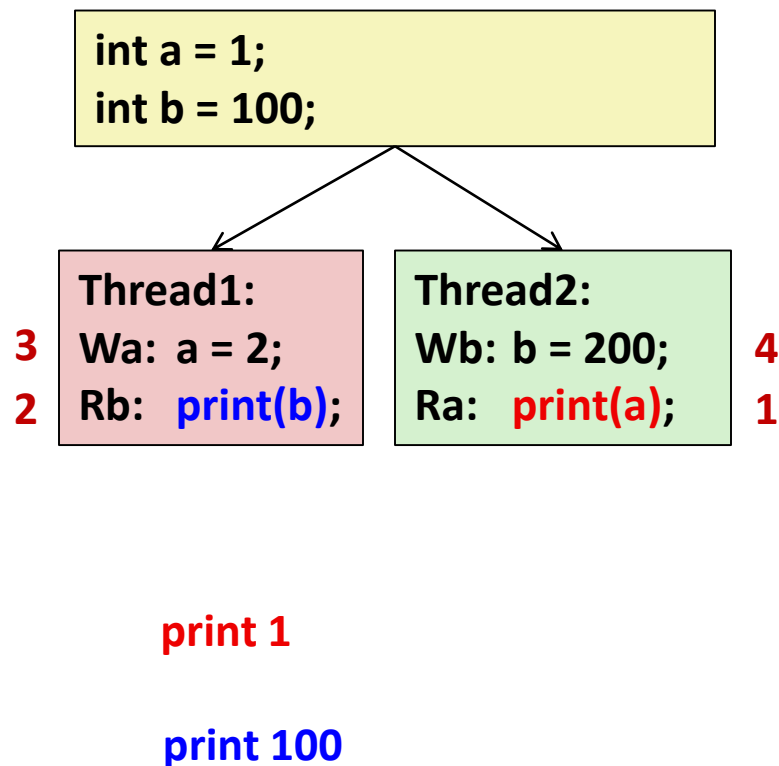 int a = 1;
int b = 100;
Thread1:
3 Wa: a = 2;
2 Rb: print(b);
Thread2:
Wb: b = 200; 4
Ra: print(a); 1
print 1
print 100